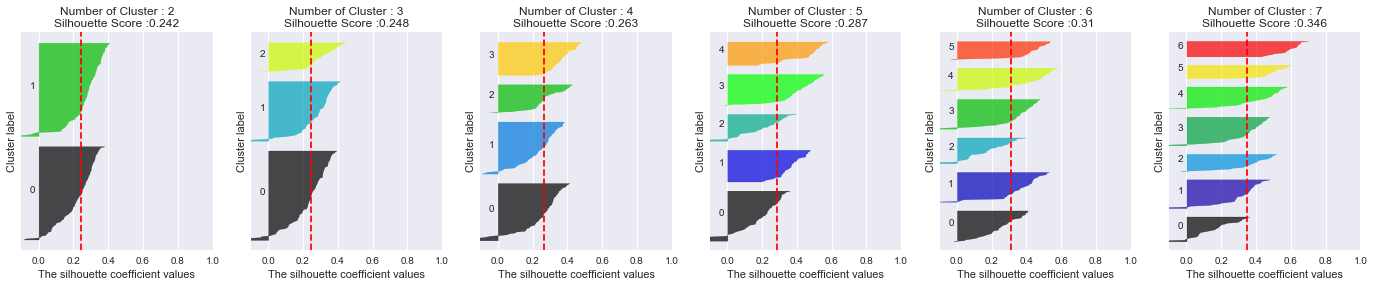 Number of Cluster : 2
Silhouette Score :0.242
Cluster label
1
0
0.0 0.2 0.4 0.6 0.8 1.0
The silhouette coefficient values
Number of Cluster : 3
Silhouette Score :0.248
Cluster label
2
1
0
0.0 0.2 0.4 0.6 0.8 1.0
The silhouette coefficient values
Number of Cluster : 4
Silhouette Score :0.263
Cluster label
3
2
1
0
0.0 0.2 0.4 0.6 0.8 1.0
The silhouette coefficient values
Number of Cluster : 5
Silhouette Score :0.287
Cluster label
4
3
2
1
0
0.0 0.2 0.4 0.6 0.8 1.0
The silhouette coefficient values
Number of Cluster : 6
Silhouette Score :0.31
Cluster label
5
4
3
2
1
0
0.0 0.2 0.4 0.6 0.8 1.0
The silhouette coefficient values
Number of Cluster : 7
Silhouette Score :0.346
Cluster label
6
5
4
3
2
1
0
0.0 0.2 0.4 0.6 0.8 1.0
The silhouette coefficient values